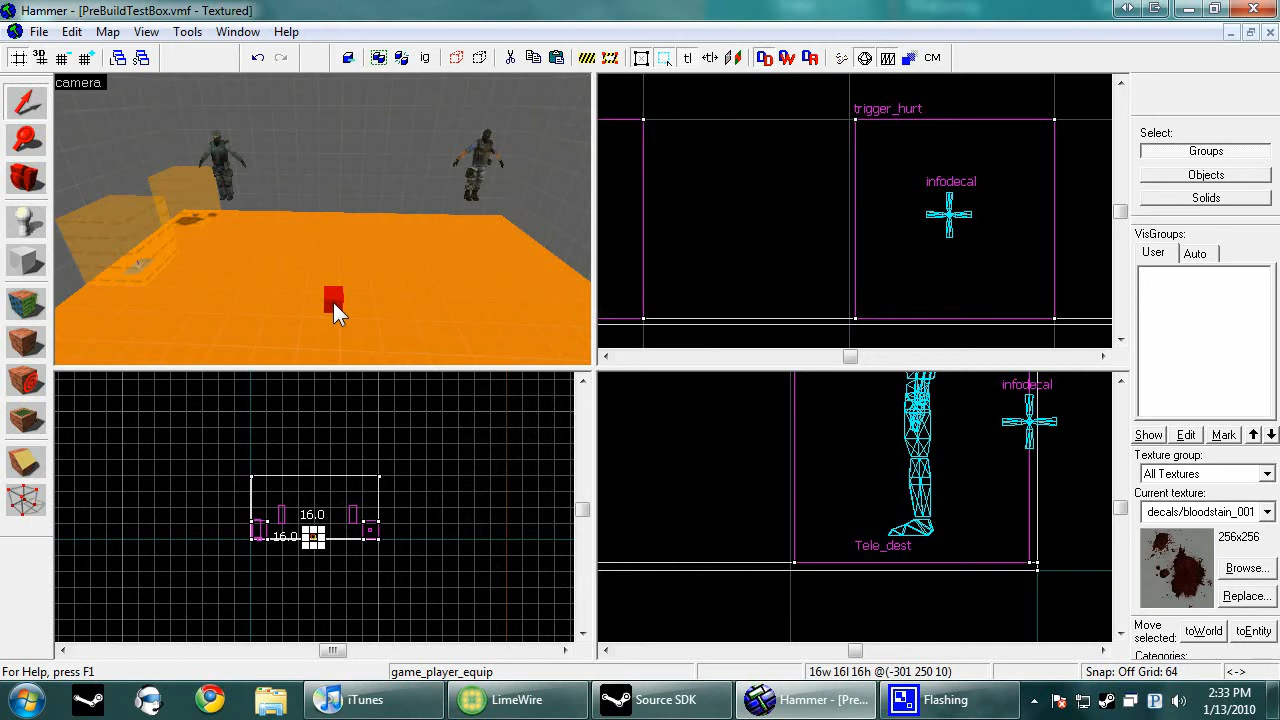 Hammer - [PreBuildTestBox.vmf - Textured]
File Edit Map View Tools Window Help
3D
ig
tl
CM
camera
trigger_hurt
infodecal
Select:
Groups
Objects
Solids
VisGroups:
User Auto
Show Edit Mark
Texture group:
All Textures
Current texture:
decals/bloodstain_001
256x256
Browse...
Replace...
Move
selected:
toWorld toEntity
Categories:
16.0
16.0
infodecal
Tele_dest
For Help, press F1
game_player_equip
16w 16l 16h @(-301 250 10)
Snap: Off Grid: 64
<->
iTunes
LimeWire
Source SDK
Hammer - [Pre...
Flashing
2:33 PM
1/13/2010